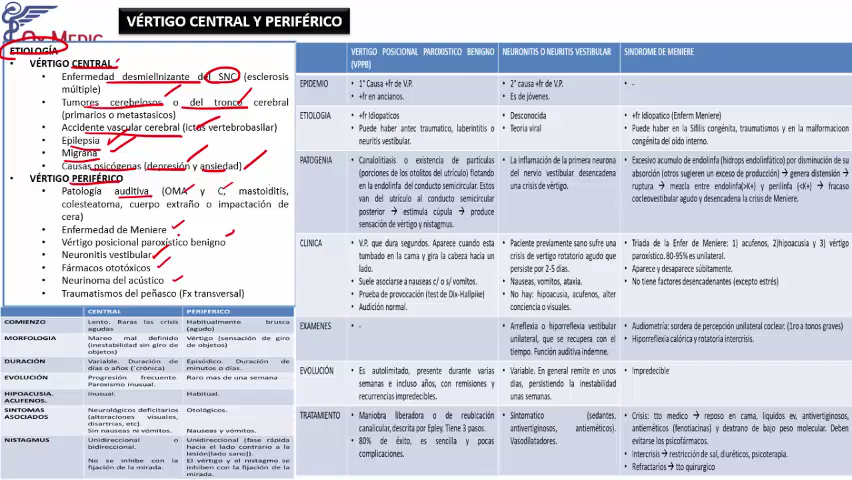 VÉRTIGO CENTRAL Y PERIFÉRICO
ETIOLOGÍA
• VÉRTIGO CENTRAL
• Enfermedad desmielinizante del SNC (esclerosis
múltiple)
• Tumores cerebelosos o del tronco cerebral
(primarios o metastasicos)
• Accidente vascular cerebral (ictus vertebrobasilar)
• Epilepsia
• Migraña
• Causas psicógenas (depresión y ansiedad)
• VÉRTIGO PERIFÉRICO
• Patología auditiva (OMA y C, mastoiditis,
colesteatoma, cuerpo extraño o impactación de
cera)
• Enfermedad de Meniere
• Vértigo posicional paroxístico benigno
• Neuronitis vestibular
• Fármacos ototóxicos
• Neurinoma del acústico
• Traumatismos del peñasco (Fx transversal)
CENTRAL PERIFERICO
COMIENZO Lento. Raras las crisis agudas Habitualmente brusca (agudo)
MORFOLOGIA Mareo mal definido (inestabilidad sin giro de objetos) Vértigo (sensación de giro de objetos)
DURACIÓN Variable. Duración de días o años (¨crónica) Episódico. Duración de minutos o días.
EVOLUCIÓN Progresión frecuente. Paroxismo inusual. Raro mas de una semana
HIPOACUSIA. ACUFENOS. Inusual. Habitual.
SINTOMAS ASOCIADOS Neurológicos deficitarios (alteraciones visuales, disartrias, etc). Sin nauseas ni vómitos. Otológicos. Nauseas y vómitos.
NISTAGMUS Unidireccional o bidireccional. No se inhibe con la fijación de la mirada. Unidireccional (fase rápida hacia el lado contrario a la lesión[lado sano]). El vértigo y el nistagmo se inhiben con la fijación de la mirada.
VERTIGO POSICIONAL PAROXISTICO BENIGNO (VPPB) NEURONITIS O NEURITIS VESTIBULAR SINDROME DE MENIERE
EPIDEMIO • 1° Causa +fr de V.P. • +fr en ancianos. • 2° causa +fr de V.P. • Es de jóvenes. • -
ETIOLOGIA • +fr Idiopaticos • Puede haber antec traumatico, laberintitis o neuritis vestibular. • Desconocida • Teoria viral • +fr Idiopatico (Enferm Meniere) • Puede haber en la Sifilis congénita, traumatismos y en la malformacion congénita del oido interno.
PATOGENIA • Canalolitiasis o existencia de partículas (porciones de los otolitos del utrículo) flotando en la endolinfa del conducto semicircular. Estos van del utrículo al conducto semicircular posterior → estimula cúpula → produce sensación de vértigo y nistagmus. • La inflamación de la primera neurona del nervio vestibular desencadena una crisis de vértigo. • Excesivo acumulo de endolinfa (hidrops endolinfático) por disminución de su absorción (otros sugieren un exceso de producción) → genera distensión → ruptura → mezcla entre endolinfa(>K+) y perilinfa (<K+) → fracaso cocleovestibular agudo y desencadena la crisis de Meniere.
CLINICA • V.P. que dura segundos. Aparece cuando esta tumbado en la cama y gira la cabeza hacia un lado. • Suele asociarse a nauseas c/ o s/ vomitos. • Prueba de provocación (test de Dix-Hallpike) • Audición normal. • Paciente previamente sano sufre una crisis de vertigo rotatorio agudo que persiste por 2-5 dias. • Nauseas, vomitos, ataxia. • No hay: hipoacusia, acufenos, alter conciencia o visuales. • Triada de la Enfer de Meniere: 1) acufenos, 2)hipoacusia y 3) vértigo paroxístico. 80-95% es unilateral. • Aparece y desaparece súbitamente. • No tiene factores desencadenantes (excepto estrés)
EXAMENES • - • Arreflexia o hiporreflexia vestibular unilateral, que se recupera con el tiempo. Función auditiva indemne. • Audiometria: sordera de percepción unilateral coclear. (1ro a tonos graves) • Hiporreflexia calórica y rotatoria intercrisis.
EVOLUCIÓN • Es autolimitado, presente durante varias semanas e incluso años, con remisiones y recurrencias impredecibles. • Variable. En general remite en unos dias, persistiendo la inestabilidad unas semanas. • Impredecible
TRATAMIENTO • Maniobra liberadora o de reubicación canalicular, descrita por Epley. Tiene 3 pasos. • 80% de éxito, es sencilla y pocas complicaciones. • Sintomatico (sedantes, antivertiginosos, antieméticos). • Vasodilatadores. • Crisis: tto medico → reposo en cama, liquidos ev, antivertiginosos, antieméticos (fenotiacinas) y dextrano de bajo peso molecular. Deben evitarse los psicofármacos. • Intercrisis → restricción de sal, diuréticos, psicoterapia. • Refractarios → tto quirurgico